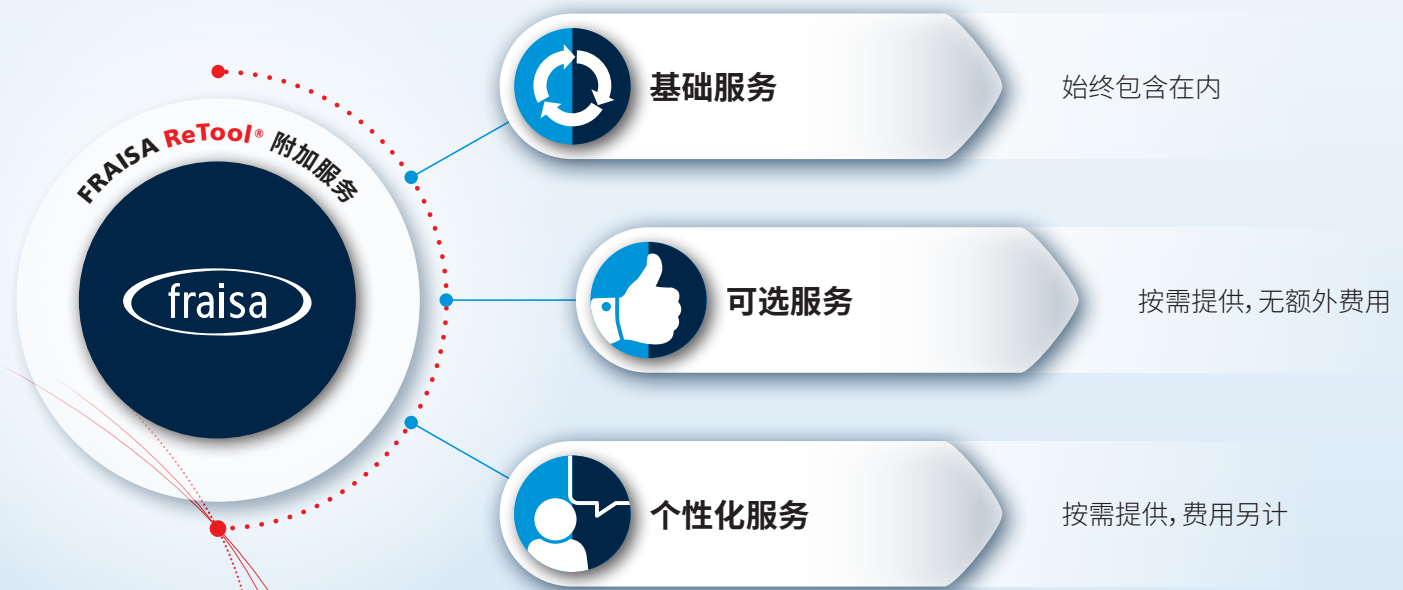 FRAISA ReTool® 附加服务
fraisa
基础服务
始终包含在内
可选服务
按需提供,无额外费用
个性化服务
按需提供,费用另计